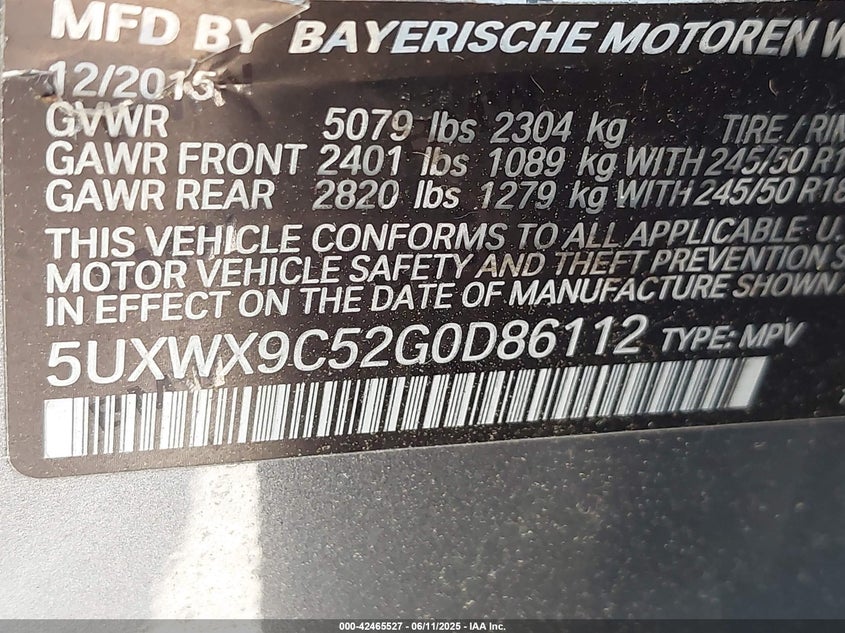 MFD BY BAYERISCHE MOTOREN W
12/2015
GVWR 5079 lbs 2304 kg TIRE/RIM
GAWR FRONT 2401 lbs 1089 kg WITH 245/50 R1
GAWR REAR 2820 lbs 1279 kg WITH 245/50 R18
THIS VEHICLE CONFORMS TO ALL APPLICABLE U.
MOTOR VEHICLE SAFETY AND THEFT PREVENTION S
IN EFFECT ON THE DATE OF MANUFACTURE SHOWN
5UXWX9C52G0D86112 TYPE: MPV
000-42465527 - 06/11/2025 - IAA Inc.